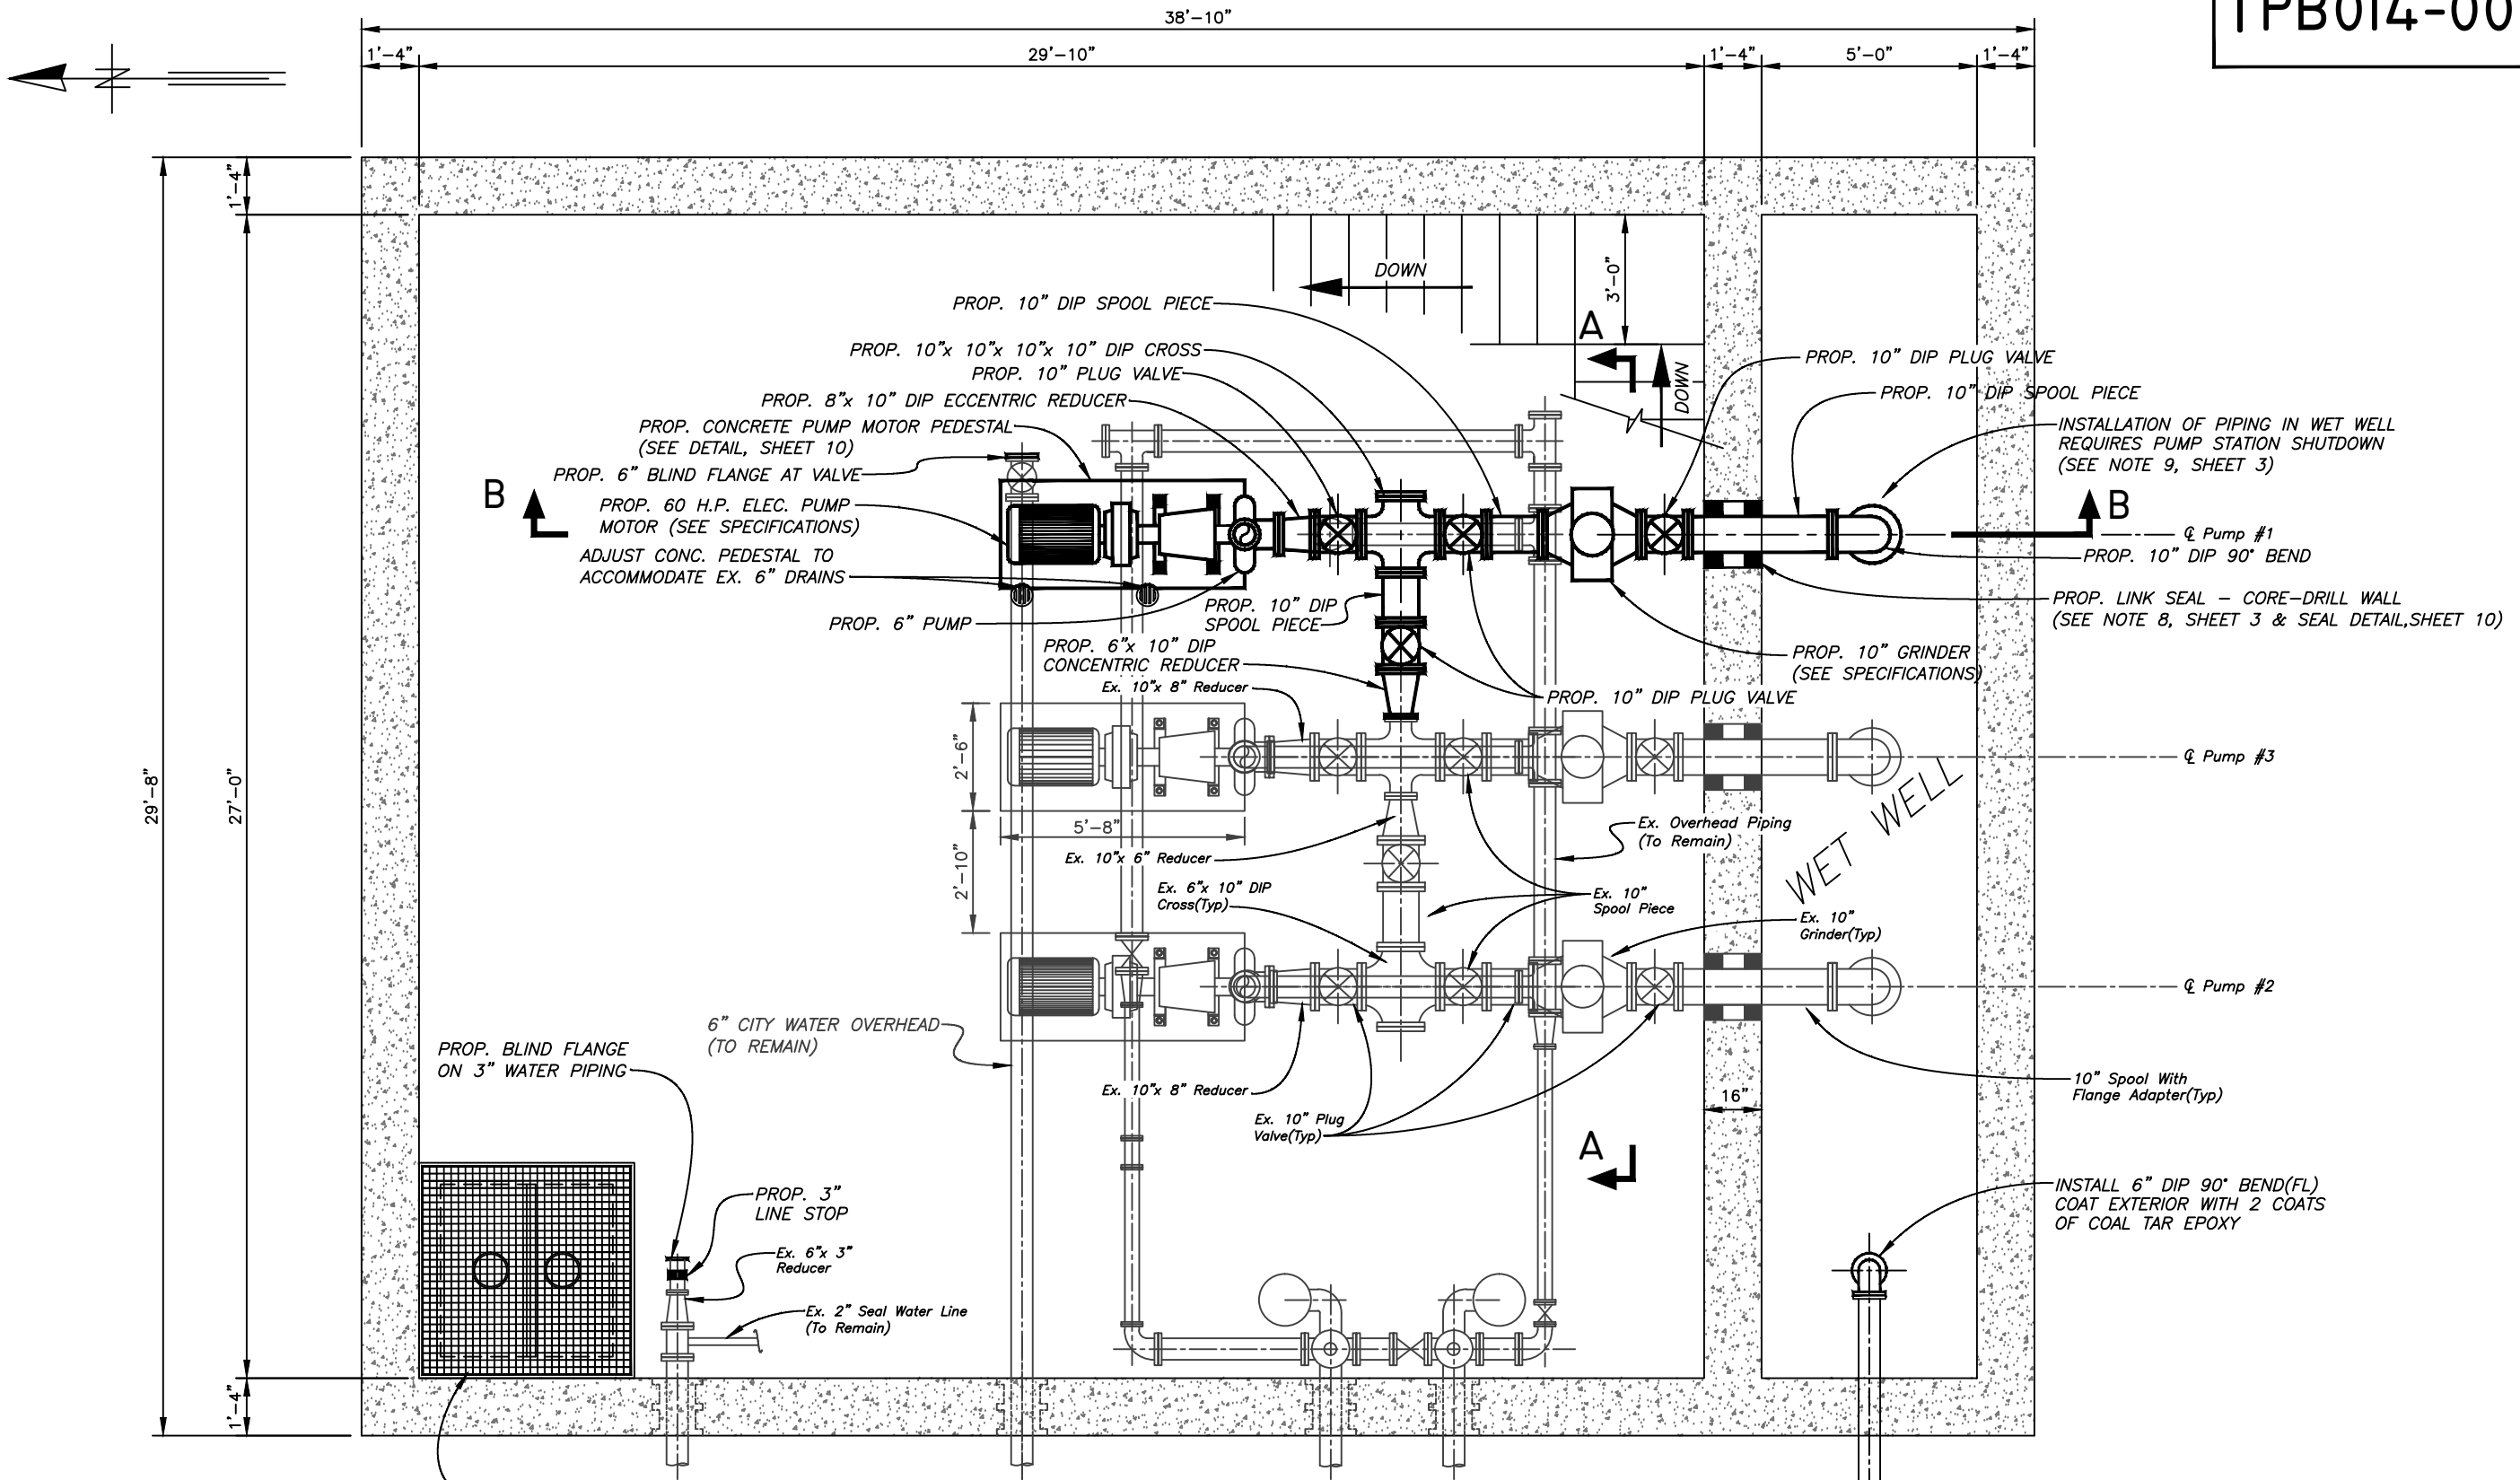 TPB014-00
38'-10"
1'-4"
29'-10"
1'-4"
5'-0"
1'-4"
N
1'-4"
29'-8"
27'-0"
1'-4"
DOWN
3'-0"
DOWN
A
PROP. 10" DIP SPOOL PIECE
PROP. 10"x 10"x 10"x 10" DIP CROSS
PROP. 10" PLUG VALVE
PROP. 8"x 10" DIP ECCENTRIC REDUCER
PROP. CONCRETE PUMP MOTOR PEDESTAL
(SEE DETAIL, SHEET 10)
PROP. 6" BLIND FLANGE AT VALVE
B
PROP. 60 H.P. ELEC. PUMP
MOTOR (SEE SPECIFICATIONS)
ADJUST CONC. PEDESTAL TO
ACCOMMODATE EX. 6" DRAINS
PROP. 6" PUMP
PROP. 10" DIP
SPOOL PIECE
PROP. 6"x 10" DIP
CONCENTRIC REDUCER
Ex. 10"x 8" Reducer
PROP. 10" DIP PLUG VALVE
PROP. 10" DIP SPOOL PIECE
INSTALLATION OF PIPING IN WET WELL
REQUIRES PUMP STATION SHUTDOWN
(SEE NOTE 9, SHEET 3)
B
℄ Pump #1
PROP. 10" DIP 90° BEND
PROP. LINK SEAL - CORE-DRILL WALL
(SEE NOTE 8, SHEET 3 & SEAL DETAIL,SHEET 10)
PROP. 10" GRINDER
(SEE SPECIFICATIONS)
PROP. 10" DIP PLUG VALVE
℄ Pump #3
2'-6"
5'-8"
2'-10"
Ex. 10"x 6" Reducer
Ex. Overhead Piping
(To Remain)
WET WELL
Ex. 6"x 10" DIP
Cross(Typ)
Ex. 10"
Spool Piece
Ex. 10"
Grinder(Typ)
℄ Pump #2
6" CITY WATER OVERHEAD
(TO REMAIN)
PROP. BLIND FLANGE
ON 3" WATER PIPING
Ex. 10"x 8" Reducer
Ex. 10" Plug
Valve(Typ)
16"
10" Spool With
Flange Adapter(Typ)
A
PROP. 3"
LINE STOP
Ex. 6"x 3"
Reducer
Ex. 2" Seal Water Line
(To Remain)
INSTALL 6" DIP 90° BEND(FL)
COAT EXTERIOR WITH 2 COATS
OF COAL TAR EPOXY